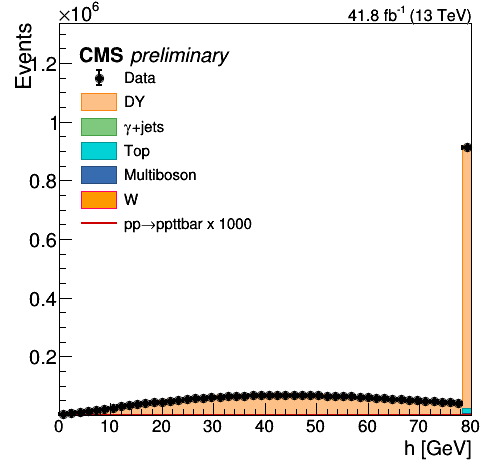 ×10⁶
41.8 fb⁻¹ (13 TeV)
Events
CMS preliminary
Data
DY
γ+jets
Top
Multiboson
W
pp→ppttbar x 1000
1.2
1
0.8
0.6
0.4
0.2
0 10 20 30 40 50 60 70 80
h [GeV]